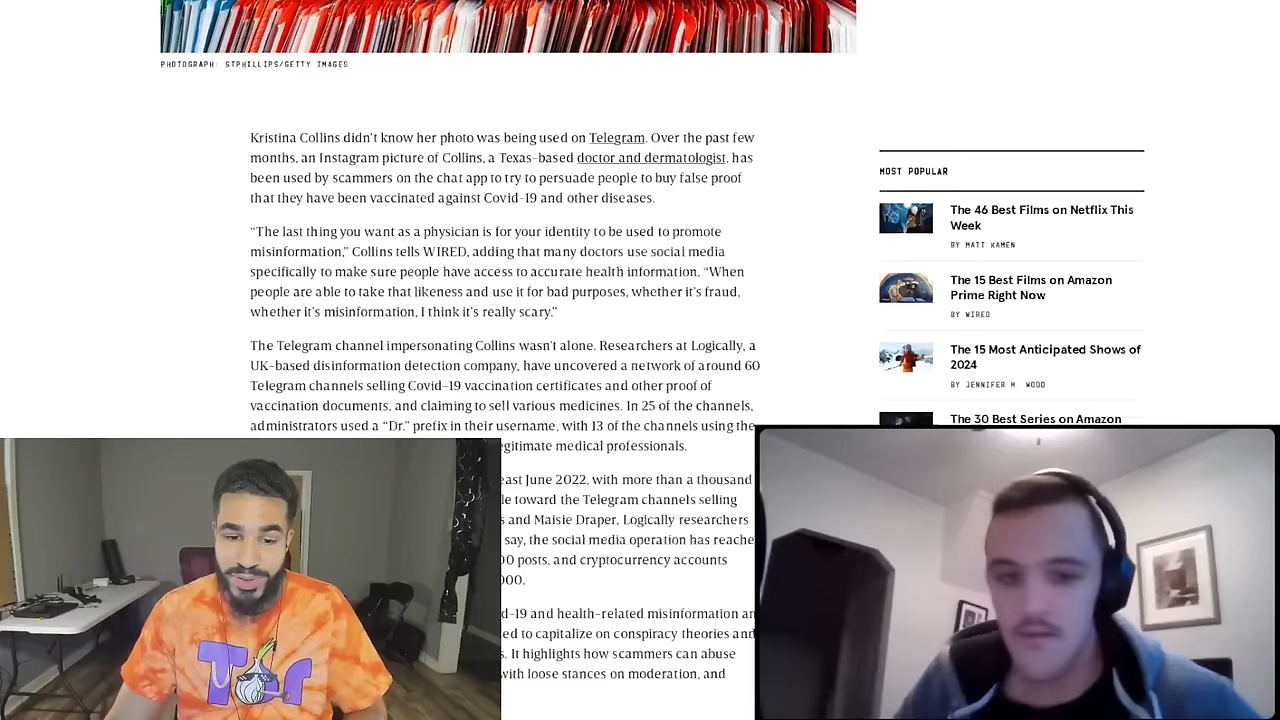 PHOTOGRAPH: STPHILLIPS/GETTY IMAGES
Kristina Collins didn't know her photo was being used on Telegram. Over the past few
months, an Instagram picture of Collins, a Texas-based doctor and dermatologist, has
been used by scammers on the chat app to try to persuade people to buy false proof
that they have been vaccinated against Covid-19 and other diseases.
“The last thing you want as a physician is for your identity to be used to promote
misinformation,” Collins tells WIRED, adding that many doctors use social media
specifically to make sure people have access to accurate health information. “When
people are able to take that likeness and use it for bad purposes, whether it's fraud,
whether it's misinformation, I think it's really scary.”
The Telegram channel impersonating Collins wasn't alone. Researchers at Logically, a
UK-based disinformation detection company, have uncovered a network of around 60
Telegram channels selling Covid-19 vaccination certificates and other proof of
vaccination documents, and claiming to sell various medicines. In 25 of the channels,
administrators used a “Dr.” prefix in their username, with 13 of the channels using the
egitimate medical professionals.
east June 2022, with more than a thousand
le toward the Telegram channels selling
s and Maisie Draper, Logically researchers
say, the social media operation has reache
00 posts, and cryptocurrency accounts
000.
d-19 and health-related misinformation an
ed to capitalize on conspiracy theories and
s. It highlights how scammers can abuse
with loose stances on moderation, and
MOST POPULAR
The 46 Best Films on Netflix This
Week
BY MATT KAMEN
The 15 Best Films on Amazon
Prime Right Now
BY WIRED
The 15 Most Anticipated Shows of
2024
BY JENNIFER M WOOD
The 30 Best Series on Amazon
Tor